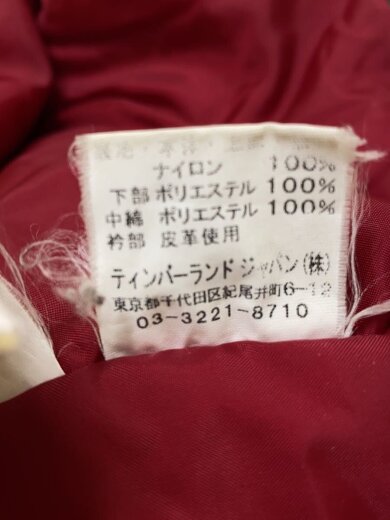 ナイロン 100%
下部 ポリエステル 100%
中綿 ポリエステル 100%
衿部 皮革使用
ティンバーランド ジャパン(株)
東京都千代田区紀尾井町6-12
03-3221-8710